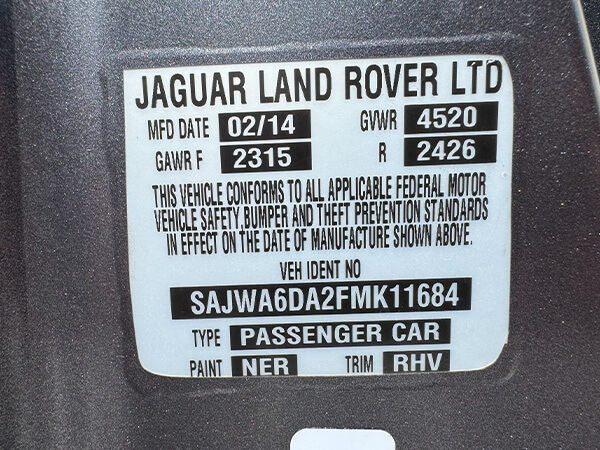 JAGUAR LAND ROVER LTD
MFD DATE 02/14 GVWR 4520
GAWR F 2315 R 2426
THIS VEHICLE CONFORMS TO ALL APPLICABLE FEDERAL MOTOR
VEHICLE SAFETY,BUMPER AND THEFT PREVENTION STANDARDS
IN EFFECT ON THE DATE OF MANUFACTURE SHOWN ABOVE.
VEH IDENT NO
SAJWA6DA2FMK11684
TYPE PASSENGER CAR
PAINT NER TRIM RHV